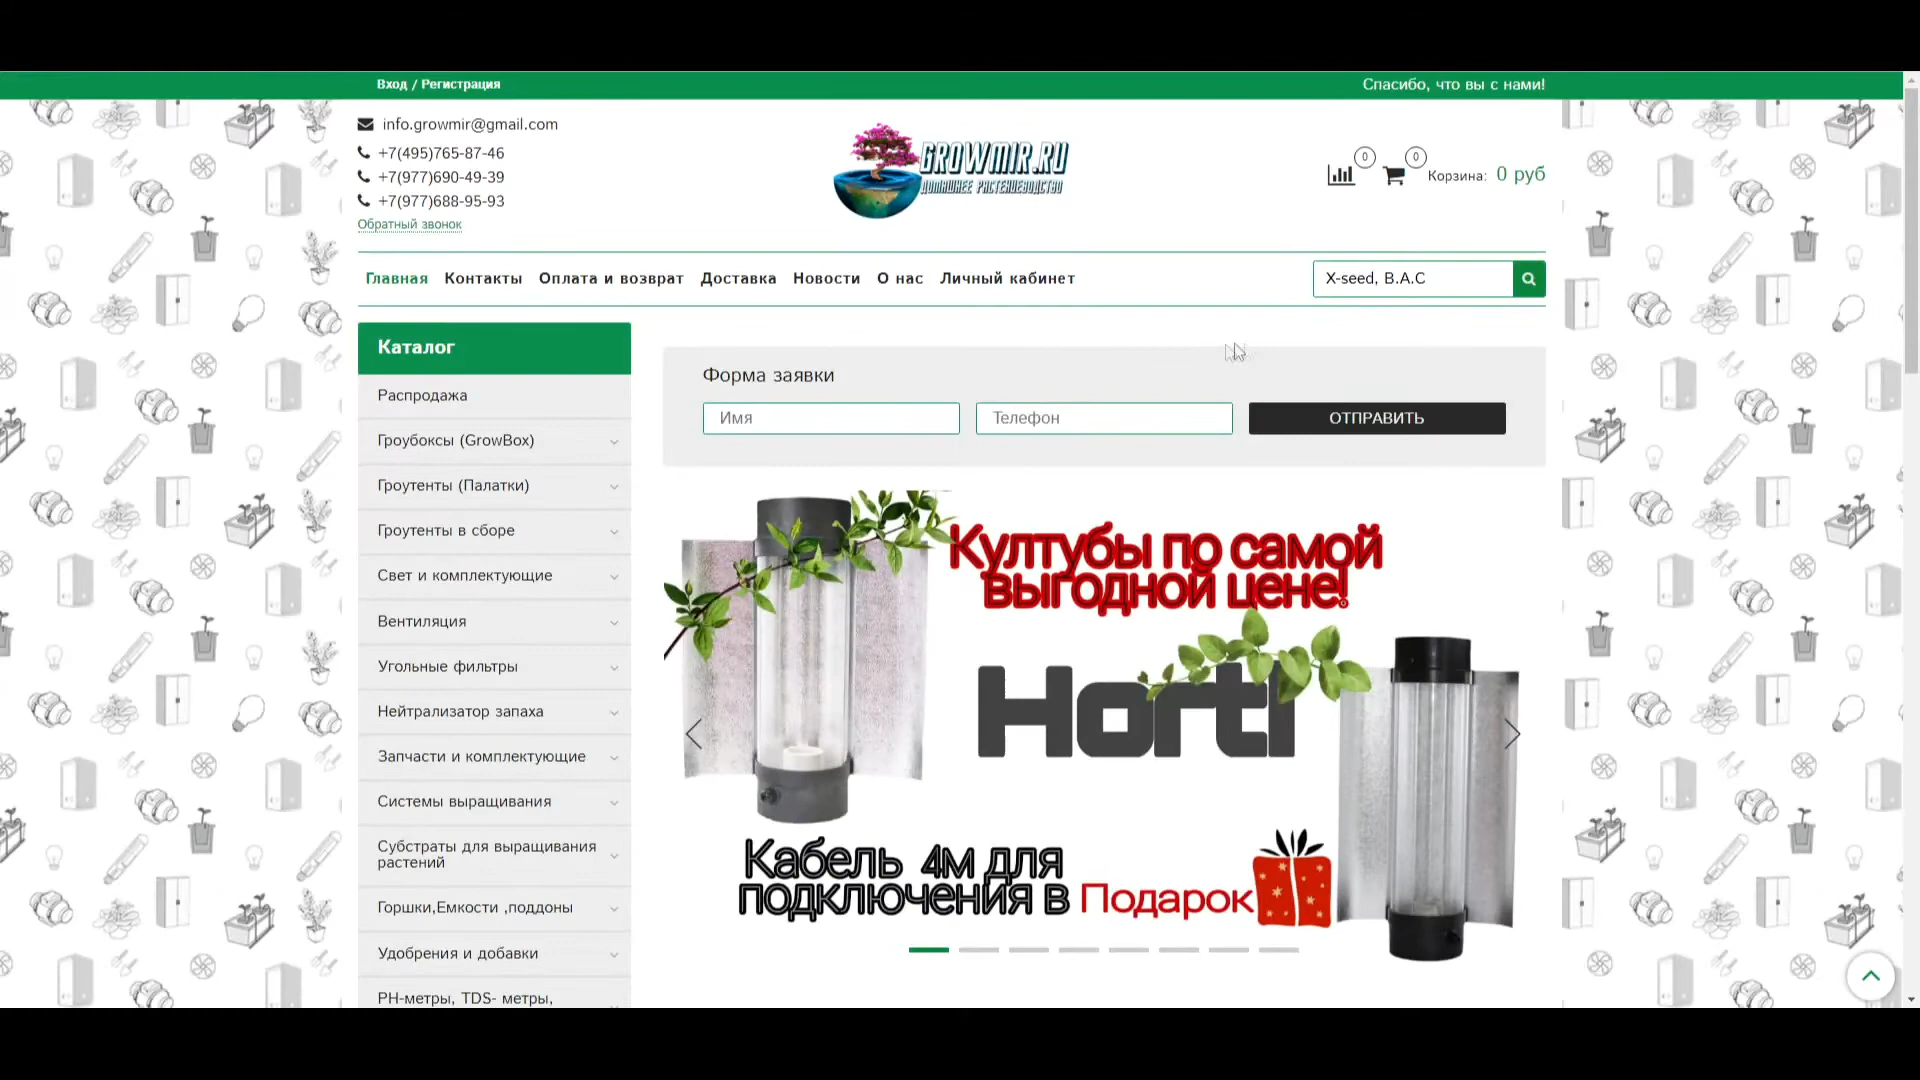 Вход / Регистрация
Спасибо, что вы с нами!
info.growmir@gmail.com
+7(495)765-87-46
+7(977)690-49-39
+7(977)688-95-93
Обратный звонок
GROWMIR.RU
ДОМАШНЕЕ РАСТЕНИЕВОДСТВО
0
0
Корзина: 0 руб
Главная Контакты Оплата и возврат Доставка Новости О нас Личный кабинет
X-seed, B.A.C
Каталог
Распродажа
Гроубоксы (GrowBox)
Гроутенты (Палатки)
Гроутенты в сборе
Свет и комплектующие
Вентиляция
Угольные фильтры
Нейтрализатор запаха
Запчасти и комплектующие
Системы выращивания
Субстраты для выращивания
растений
Горшки,Емкости ,поддоны
Удобрения и добавки
PH-метры, TDS- метры,
Форма заявки
Имя
Телефон
ОТПРАВИТЬ
Култубы по самой
выгодной цене!
Horti
Кабель 4м для
подключения в Подарок